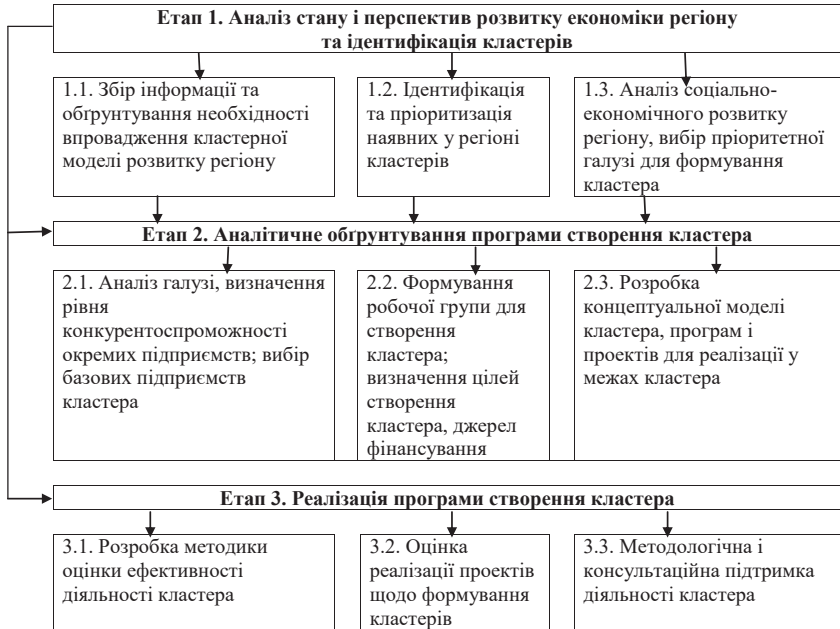 Етап 1. Аналіз стану і перспектив розвитку економіки регіону
та ідентифікація кластерів
1.1. Збір інформації та
обґрунтування необхідності
впровадження кластерної
моделі розвитку регіону
1.2. Ідентифікація
та пріоритизація
наявних у регіоні
кластерів
1.3. Аналіз соціально-
економічного розвитку
регіону, вибір пріоритетної
галузі для формування
кластера
Етап 2. Аналітичне обґрунтування програми створення кластера
2.1. Аналіз галузі, визначення
рівня
конкурентоспроможності
окремих підприємств; вибір
базових підприємств
кластера
2.2. Формування
робочої групи для
створення
кластера;
визначення цілей
створення
кластера, джерел
фінансування
2.3. Розробка
концептуальної моделі
кластера, програм і
проектів для реалізації у
межах кластера
Етап 3. Реалізація програми створення кластера
3.1. Розробка методики
оцінки ефективності
діяльності кластера
3.2. Оцінка
реалізації проектів
щодо формування
кластерів
3.3. Методологічна і
консультаційна підтримка
діяльності кластера